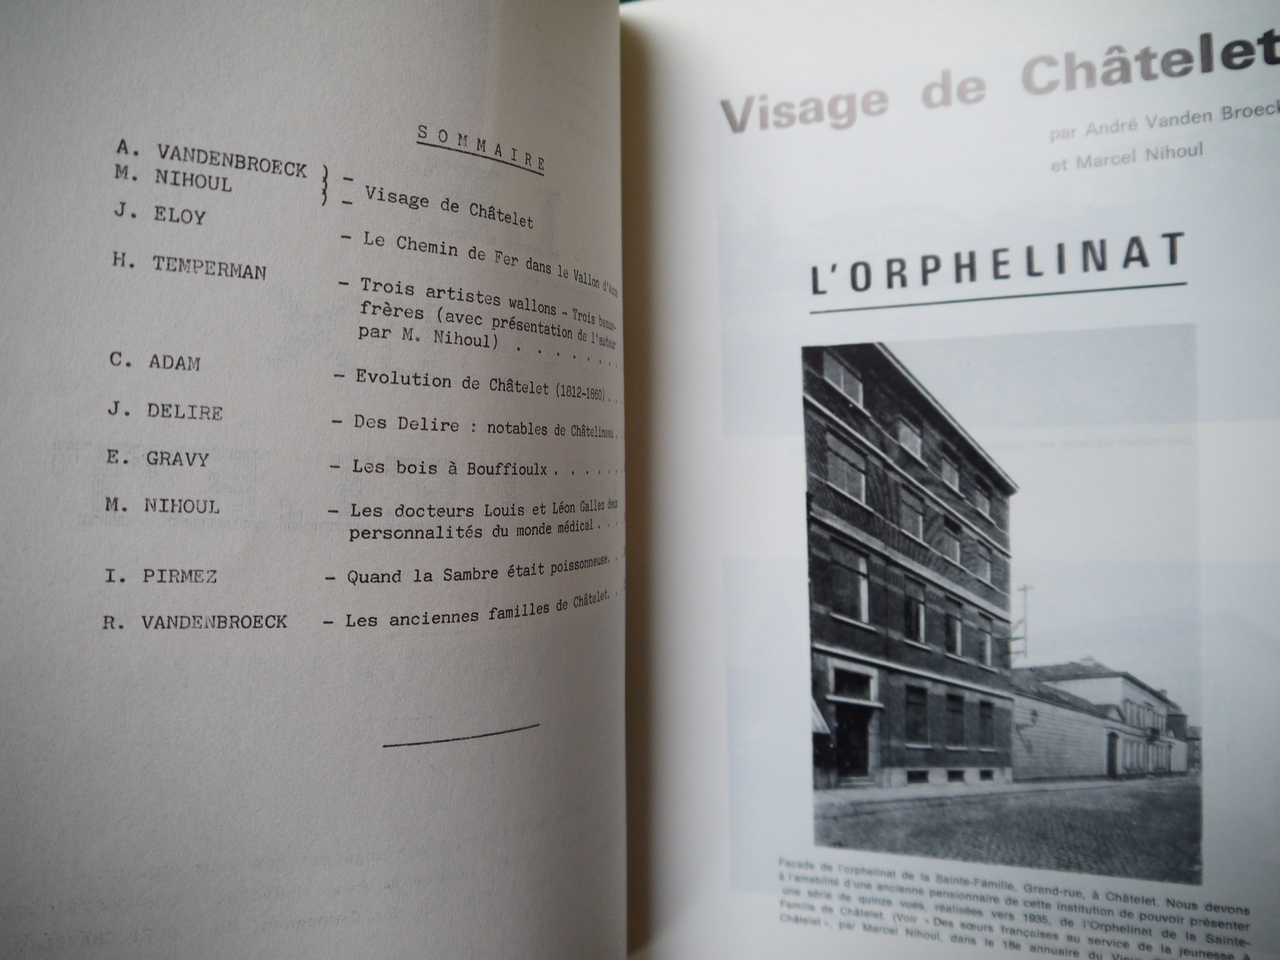 SOMMAIRE
A. VANDENBROECK
M. NIHOUL
- Visage de Châtelet
J. ELOY
- Le Chemin de Fer dans le Vallon
H. TEMPERMAN
- Trois artistes wallons - Trois beaux-
frères (avec présentation de l'auteur
par M. Nihoul) . . . . . . .
C. ADAM - Evolution de Châtelet (1812-1860). .
J. DELIRE - Des Delire : notables de Châtelineau .
E. GRAVY - Les bois à Bouffioulx . . . . . .
M. NIHOUL - Les docteurs Louis et Léon Gallez deux
personnalités du monde médical . . .
I. PIRMEZ - Quand la Sambre était poissonneuse. .
R. VANDENBROECK - Les anciennes familles de Châtelet. .
Visage de Châtelet
par André Vanden Broeck
et Marcel Nihoul
L'ORPHELINAT
Façade de l'orphelinat de la Sainte-Famille, Grand-rue, à Châtelet. Nous devons
à l'amabilité d'une ancienne pensionnaire de cette institution de pouvoir présenter
une série de quinze vues, réalisées vers 1935, de l'Orphelinat de la Sainte-
Famille de Châtelet. (Voir « Des sœurs françaises au service de la jeunesse à
Châtelet », par Marcel Nihoul, dans le 18e annuaire du Vieux